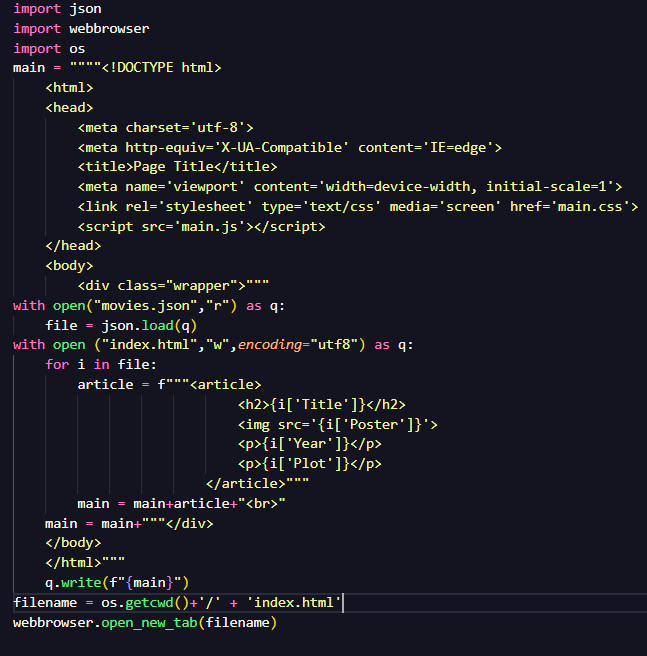 import json
import webbrowser
import os
main = """"<!DOCTYPE html>
<html>
<head>
<meta charset='utf-8'>
<meta http-equiv='X-UA-Compatible' content='IE=edge'>
<title>Page Title</title>
<meta name='viewport' content='width=device-width, initial-scale=1'>
<link rel='stylesheet' type='text/css' media='screen' href='main.css'>
<script src='main.js'></script>
</head>
<body>
<div class="wrapper">"""
with open("movies.json","r") as q:
file = json.load(q)
with open ("index.html","w",encoding="utf8") as q:
for i in file:
article = f"""<article>
<h2>{i['Title']}</h2>
<img src='{i['Poster']}'>
<p>{i['Year']}</p>
<p>{i['Plot']}</p>
</article>"""
main = main+article+"<br>"
main = main+"""</div>
</body>
</html>"""
q.write(f"{main}")
filename = os.getcwd()+'/' + 'index.html'
webbrowser.open_new_tab(filename)